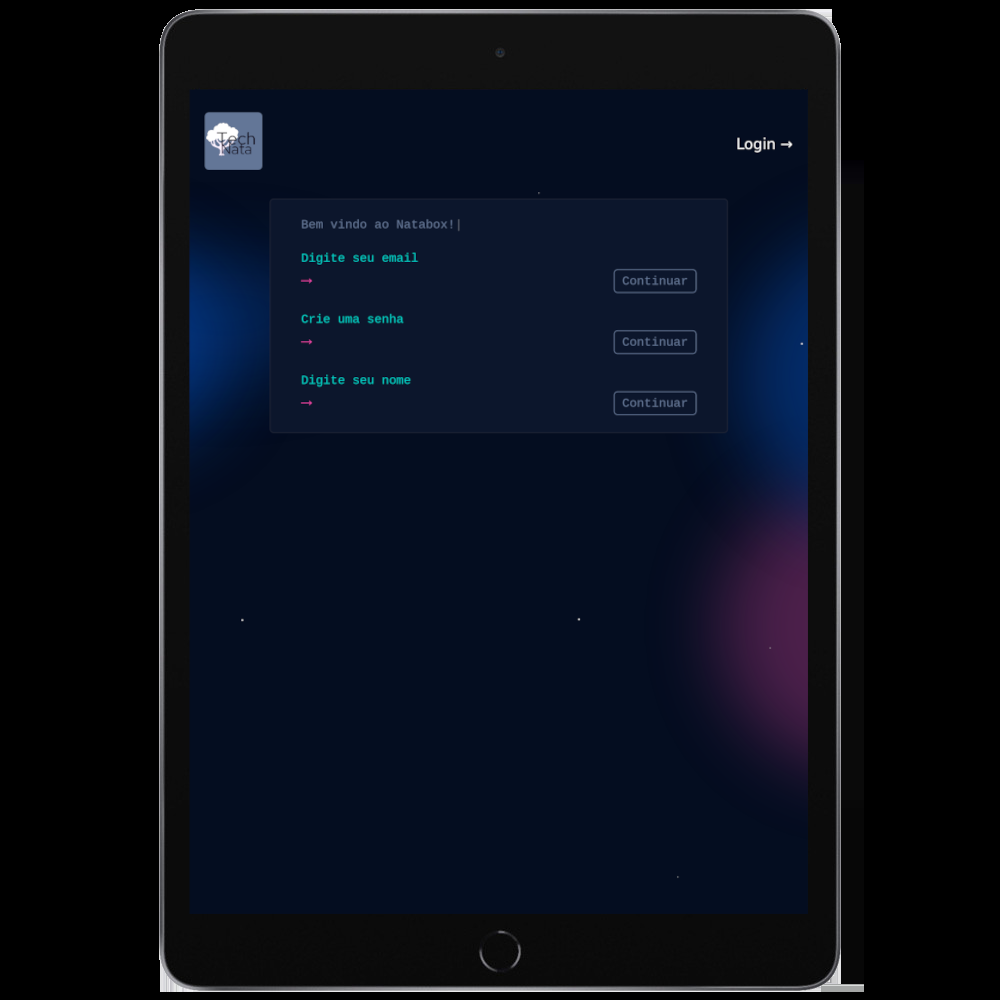 Tech
Nata
Login →
Bem vindo ao Natabox!|
Digite seu email
→
Continuar
Crie uma senha
→
Continuar
Digite seu nome
→
Continuar